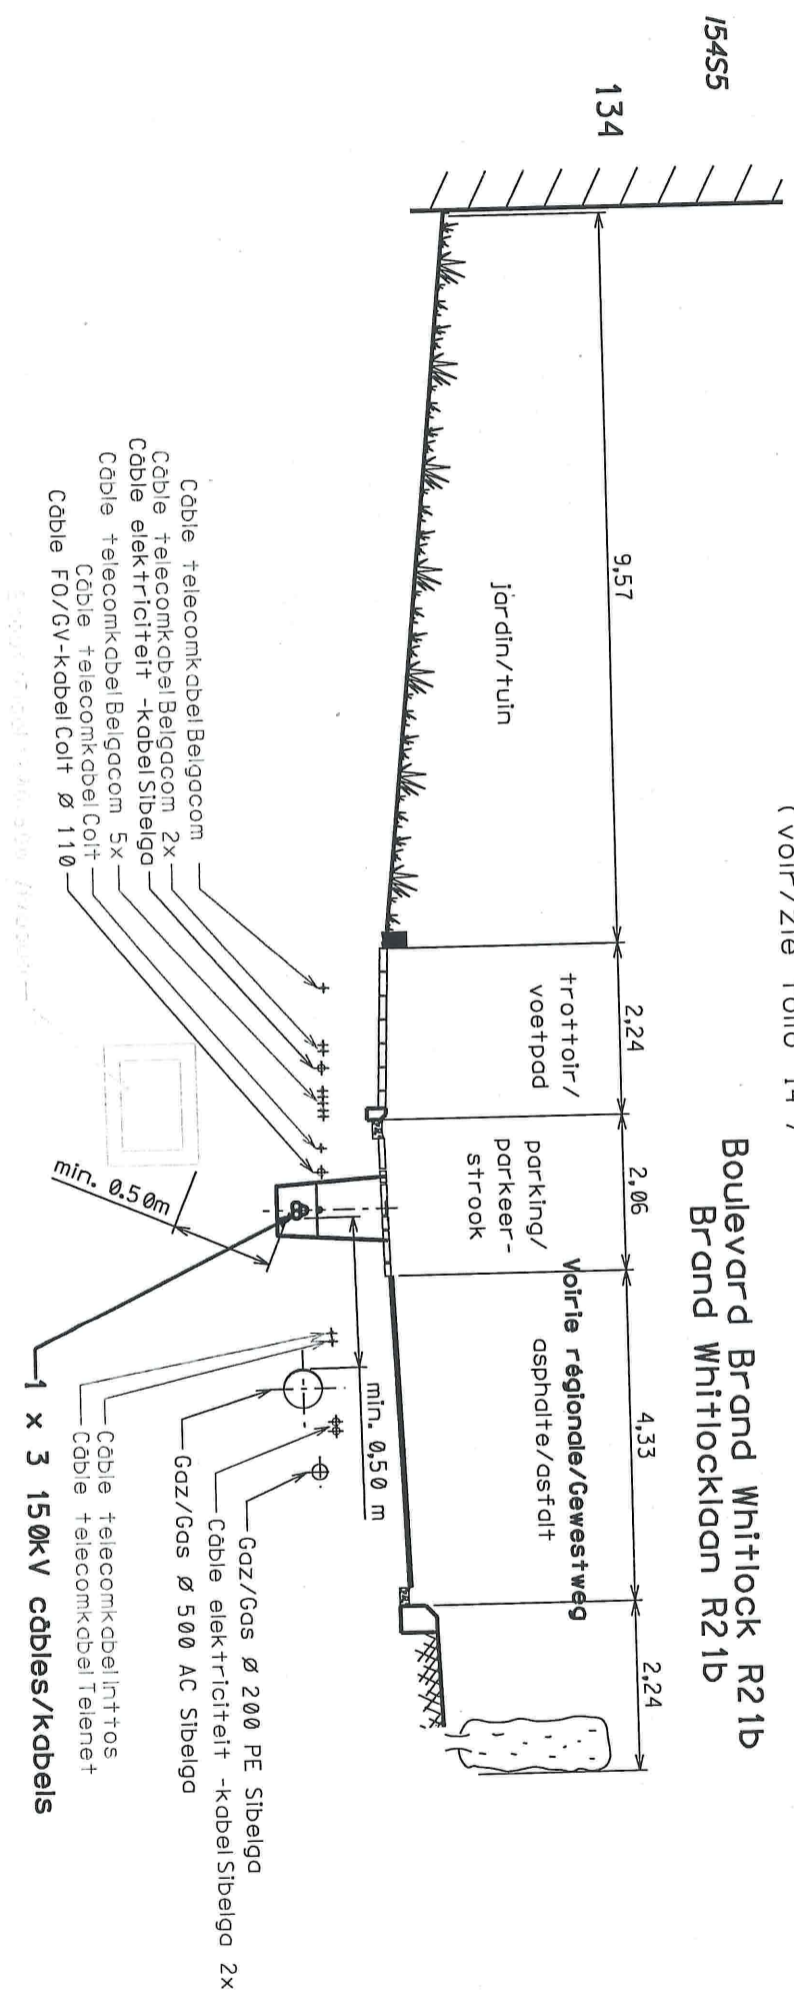 154S5
134
Boulevard Brand Whitlock R21b
Brand Whitlocklaan R21b
9,57
2,24
2,06
4,33
2,24
jardin/tuin
trottoir/
voetpad
parking/
parkeer-
strook
Voirie régionale/Gewestweg
asphalte/asfalt
Câble telecomkabel Belgacom
Câble telecomkabel Belgacom 2x
Câble elektriciteit -kabel Sibelga
Câble telecomkabel Belgacom 5x
Câble telecomkabel Colt
Câble FO/GV-kabel Colt Ø 110
min. 0.50m
min. 0,50 m
Gaz/Gas Ø 200 PE Sibelga
Câble elektriciteit -kabel Sibelga 2x
Gaz/Gas Ø 500 AC Sibelga
Câble telecomkabel Inttos
Câble telecomkabel Telenet
1 x 3 150kV câbles/kabels